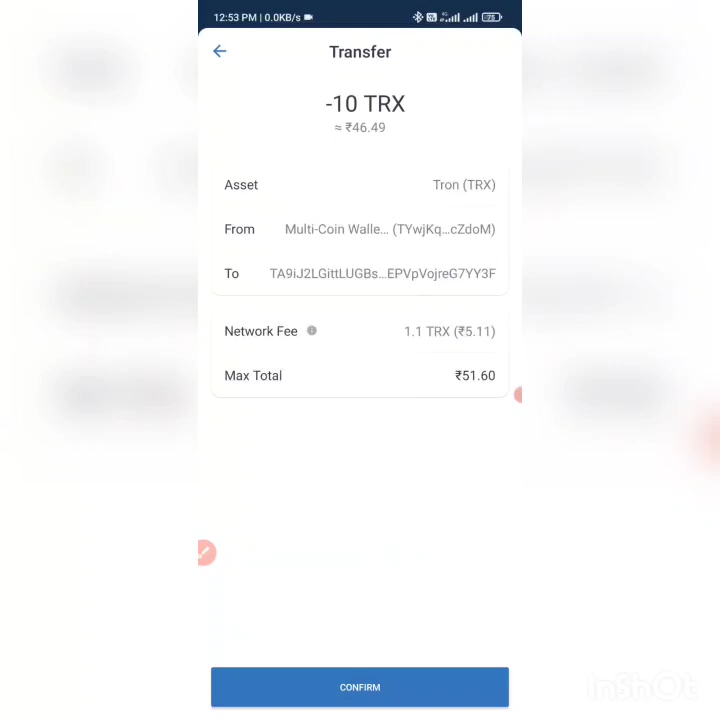 12:53 PM | 0.0KB/s
Transfer
-10 TRX
≈ ₹46.49
Asset Tron (TRX)
From Multi-Coin Walle... (TYwjKq...cZdoM)
To TA9iJ2LGittLUGBs...EPVpVojreG7YY3F
Network Fee 1.1 TRX (₹5.11)
Max Total ₹51.60
CONFIRM
InShOt